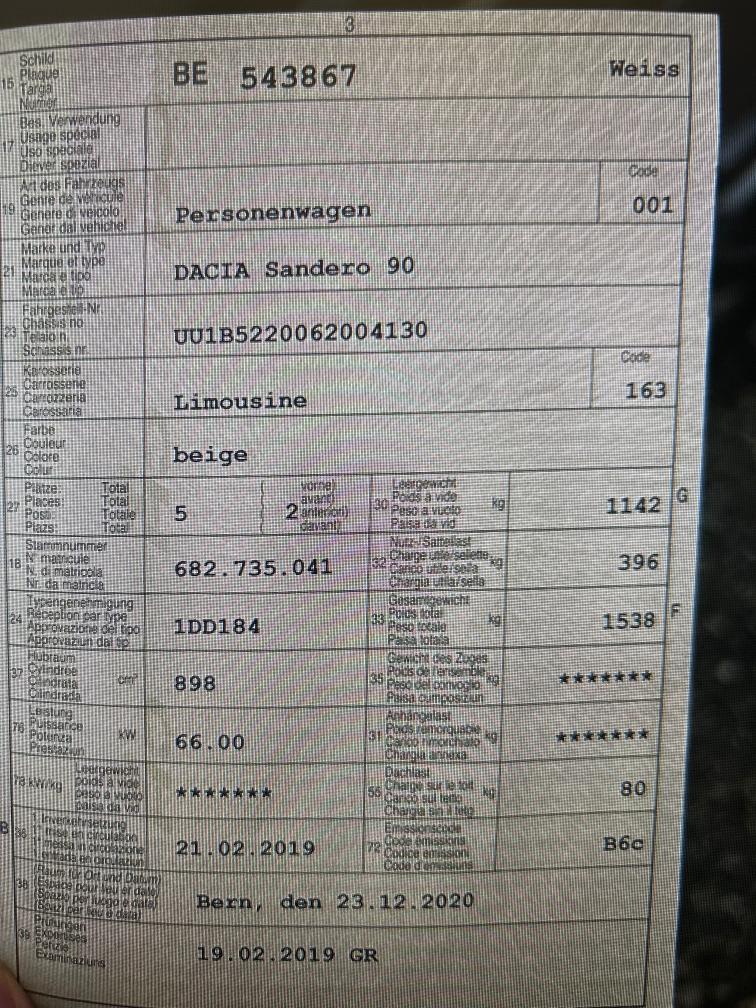 3
15 Schild Plaque Targa Numer BE 543867 Weiss
17 Bes. Verwendung Usage spécial Uso speciale Diever spezial
19 Art des Fahrzeugs Genre de véhicule Genere di veicolo Gener dal vehichel Personenwagen Code 001
21 Marke und Typ Marque et type Marca e tipo Marca e tip DACIA Sandero 90
23 Fahrgestell-Nr. Châssis no Telaio n. Schassis nr. UU1B5220062004130
25 Karosserie Carrosserie Carrozzeria Carossaria Limousine Code 163
26 Farbe Couleur Colore Colur beige
27 Plätze: Total Places: Total Posti: Totale Plazs: Total 5 2 vorne) avant) anteriori) davant)
30 Leergewicht Poids à vide Peso a vuoto Paisa da vid kg 1142 G
18 Stammnummer N° matricule N. di matricola Nr. da matricla 682.735.041
32 Nutz-/Sattellast Charge utile/sellette Carico utile/sella Chargia utila/sella kg 396
24 Typengenehmigung Réception par type Approvazione del tipo Approvaziun dal tip 1DD184
33 Gesamtgewicht Poids total Peso totale Paisa totala kg 1538 F
37 Hubraum Cylindrée Cilindrata Cilindrada cm³ 898
35 Gewicht des Zuges Poids de l'ensemble Peso del convoglio Paisa cumposiziun kg *******
76 Leistung Puissance Potenza Prestaziun kW 66.00
31 Anhängelast Poids remorquable Carico rimorchiato Chargia annexa kg *******
78 kW/kg Leergewicht poids à vide peso a vuoto paisa da vid *******
55 Dachlast Charge sur le toit Carico sul tetto Chargia sin il tetg kg 80
B 36 1. Inverkehrsetzung 1re mise en circulation 1a messa in circolazione 1. entrada en circulaziun 21.02.2019
72 Emissionscode Code émissions Codice emissioni Code d'emissiuns B6c
38 (Raum für Ort und Datum) (Espace pour lieu et date) (Spazio per luogo e data) (Spazi per lieu e data) Bern, den 23.12.2020
39 Prüfungen Expertises Perizie Examinaziuns 19.02.2019 GR